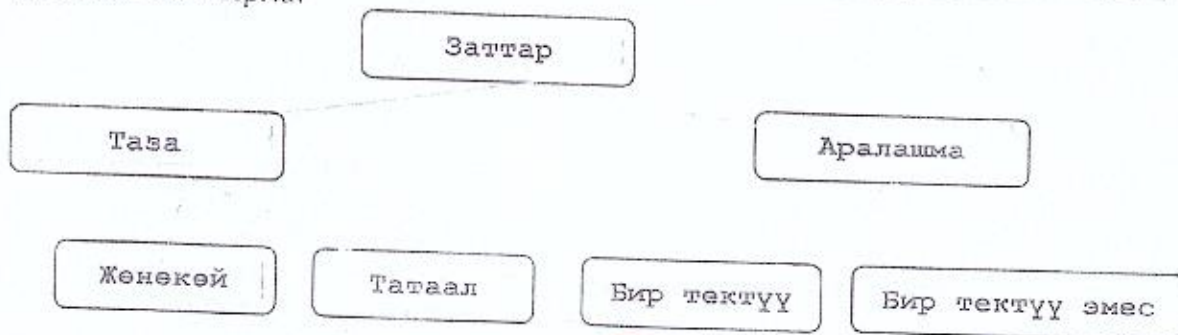 Заттар
Таза
Аралашма
Жөнөкөй
Татаал
Бир тектүү
Бир тектүү эмес